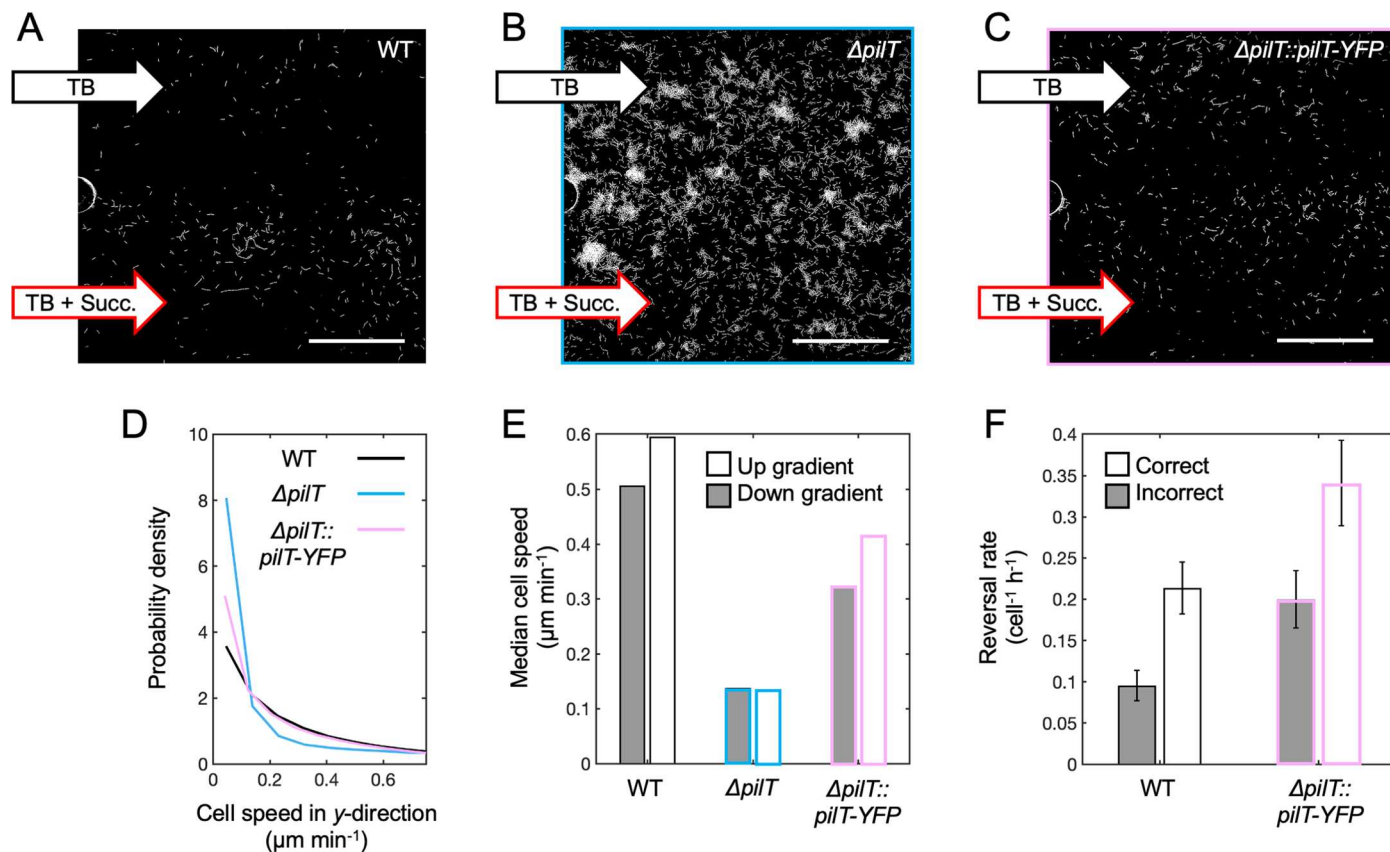 A
WT
TB
TB + Succ.
B
ΔpilT
TB
TB + Succ.
C
ΔpilT::pilT-YFP
TB
TB + Succ.
D
10
8
6
4
2
0
Probability density
WT
ΔpilT
ΔpilT::
pilT-YFP
0
0.2
0.4
0.6
Cell speed in y-direction
(µm min⁻¹)
E
0.6
0.5
0.4
0.3
0.2
0.1
0
Median cell speed
(µm min⁻¹)
Up gradient
Down gradient
WT
ΔpilT
ΔpilT::
pilT-YFP
F
0.4
0.35
0.3
0.25
0.2
0.15
0.1
0.05
0
Reversal rate
(cell⁻¹ h⁻¹)
Correct
Incorrect
WT
ΔpilT::
pilT-YFP